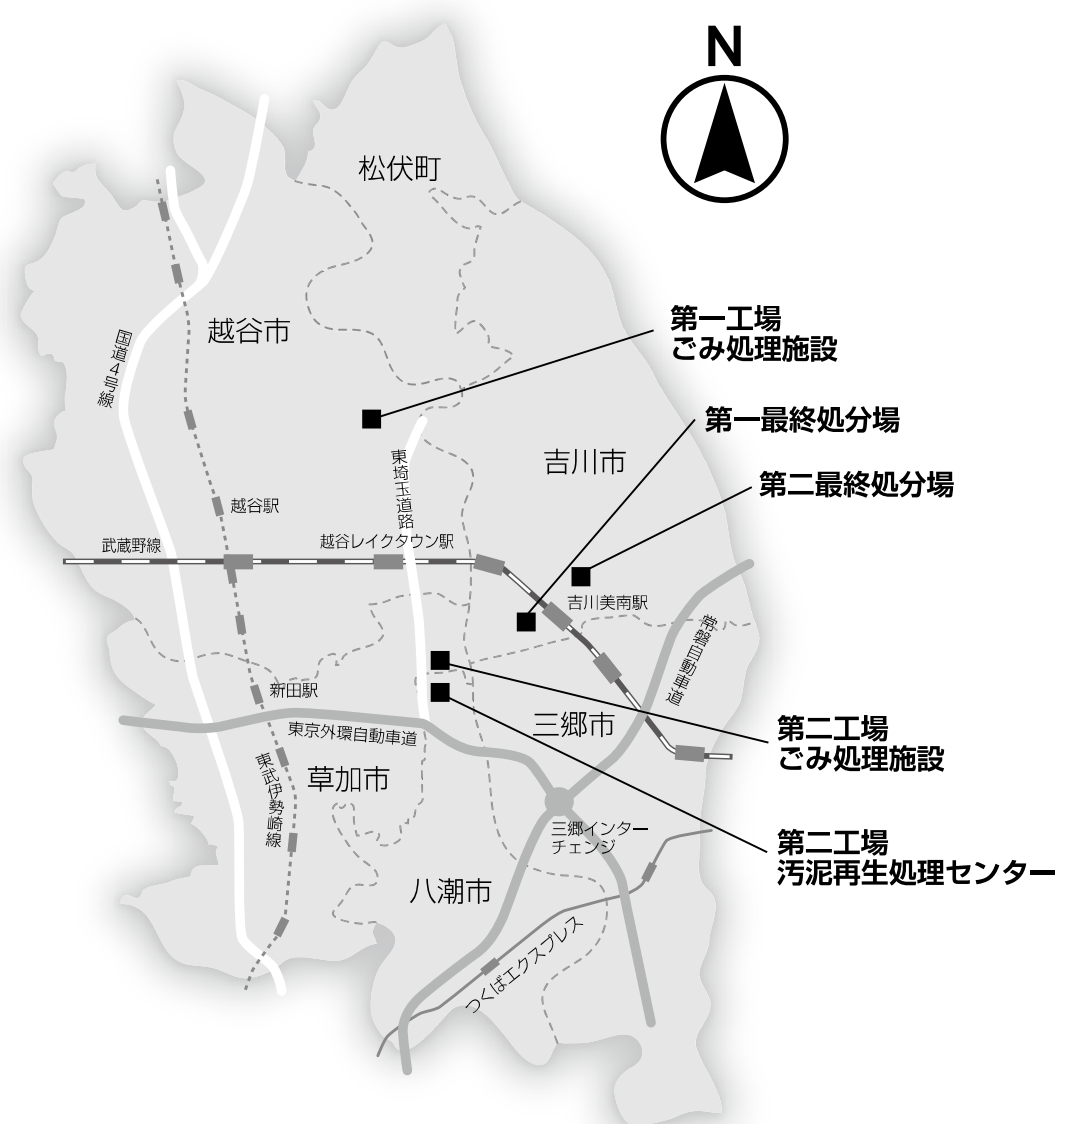 N
松伏町
第一工場
ごみ処理施設
越谷市
国道4号線
第一最終処分場
吉川市
東埼玉道路
第二最終処分場
越谷駅
武蔵野線
越谷レイクタウン駅
吉川美南駅
常磐自動車道
新田駅
三郷市
東京外環自動車道
第二工場
ごみ処理施設
東武伊勢崎線
草加市
三郷インター
チェンジ
第二工場
汚泥再生処理センター
八潮市
つくばエクスプレス